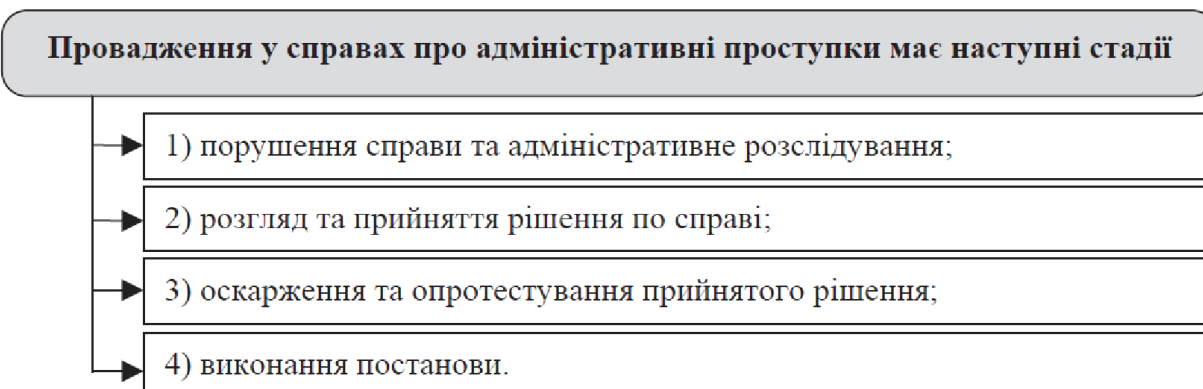 Провадження у справах про адміністративні проступки має наступні стадії
1) порушення справи та адміністративне розслідування;
2) розгляд та прийняття рішення по справі;
3) оскарження та опротестування прийнятого рішення;
4) виконання постанови.